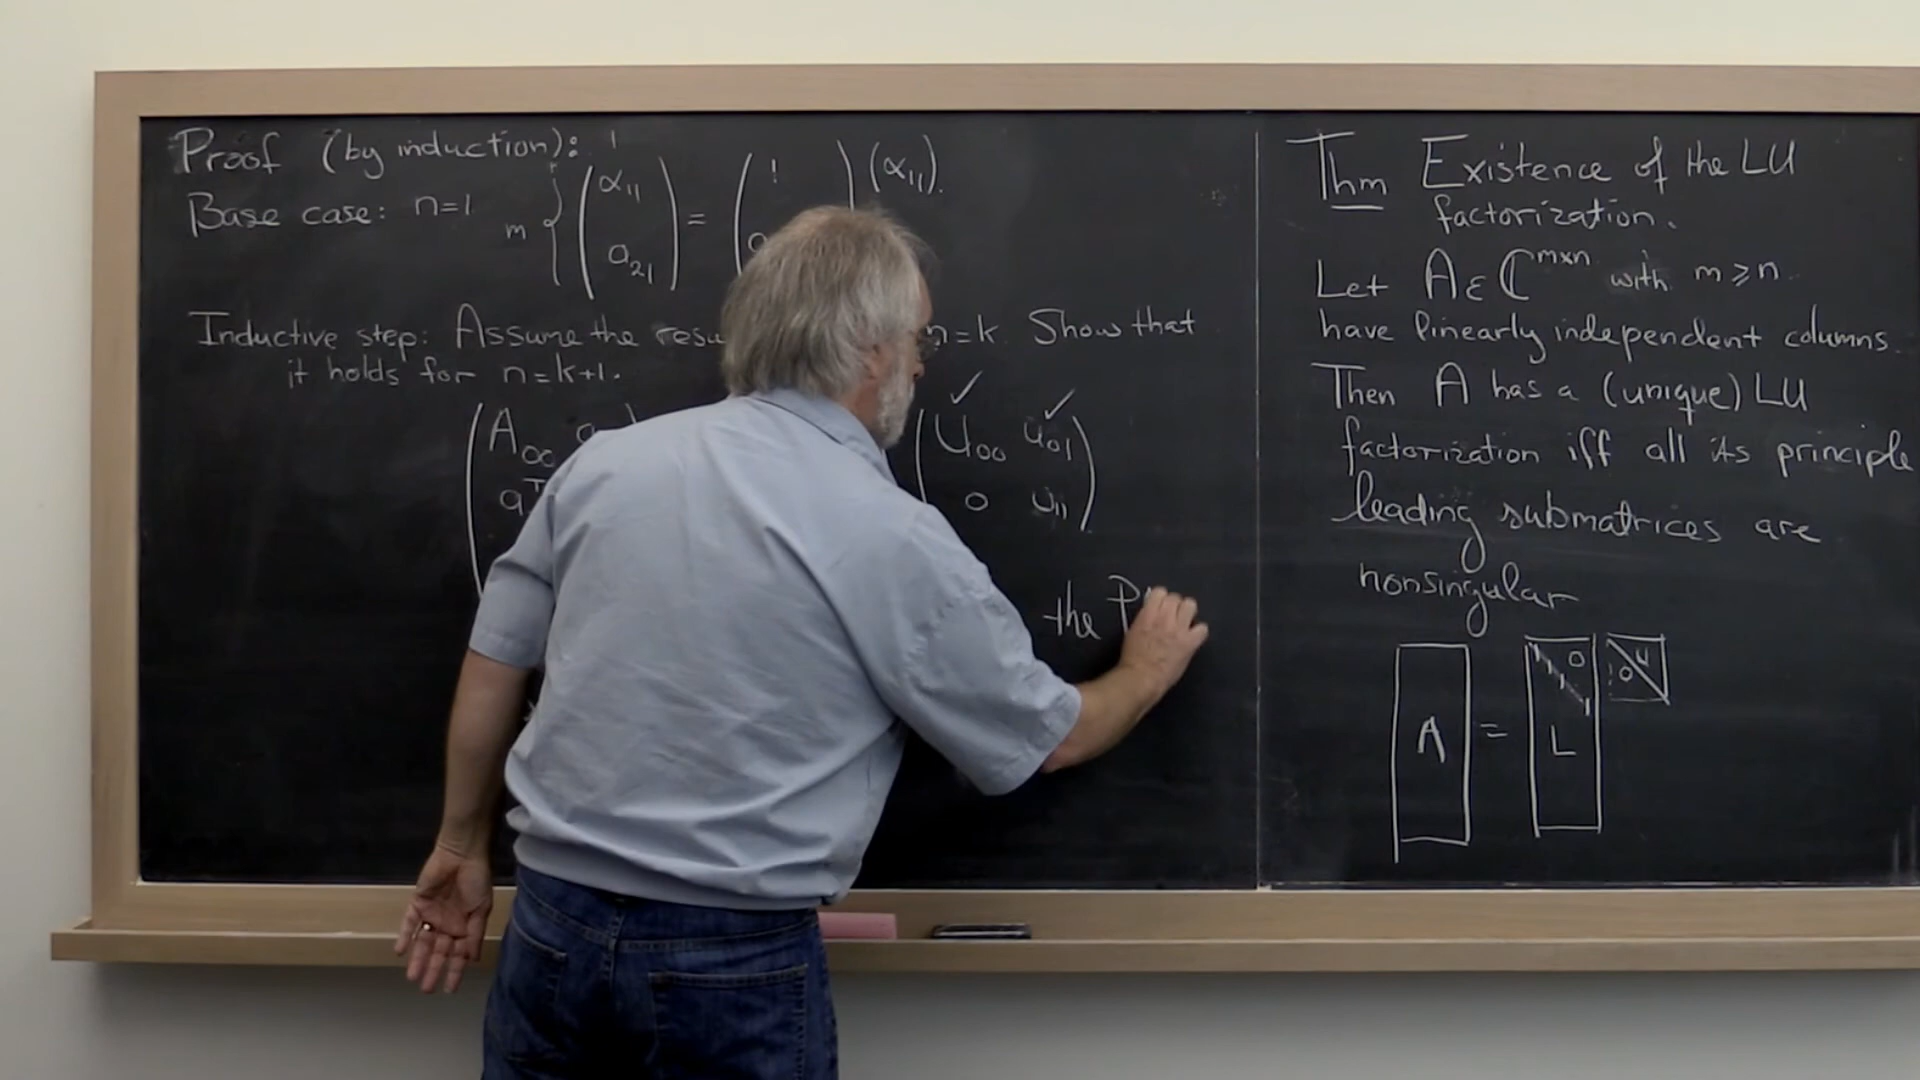 Proof (by induction):
Base case: n=1
m { ( α₁₁ a₂₁ ) = ( 1 ) (α₁₁).
Inductive step: Assume the n=k. Show that
it holds for n=k+1.
A₀₀ U₀₀ u₀₁
0 υ₁₁
the
Thm Existence of the LU
factorization.
Let A ∈ ℂᵐˣⁿ with m ≥ n
have linearly independent columns.
Then A has a (unique) LU
factorization iff all its principle
leading submatrices are
nonsingular
A = L 0 U 0